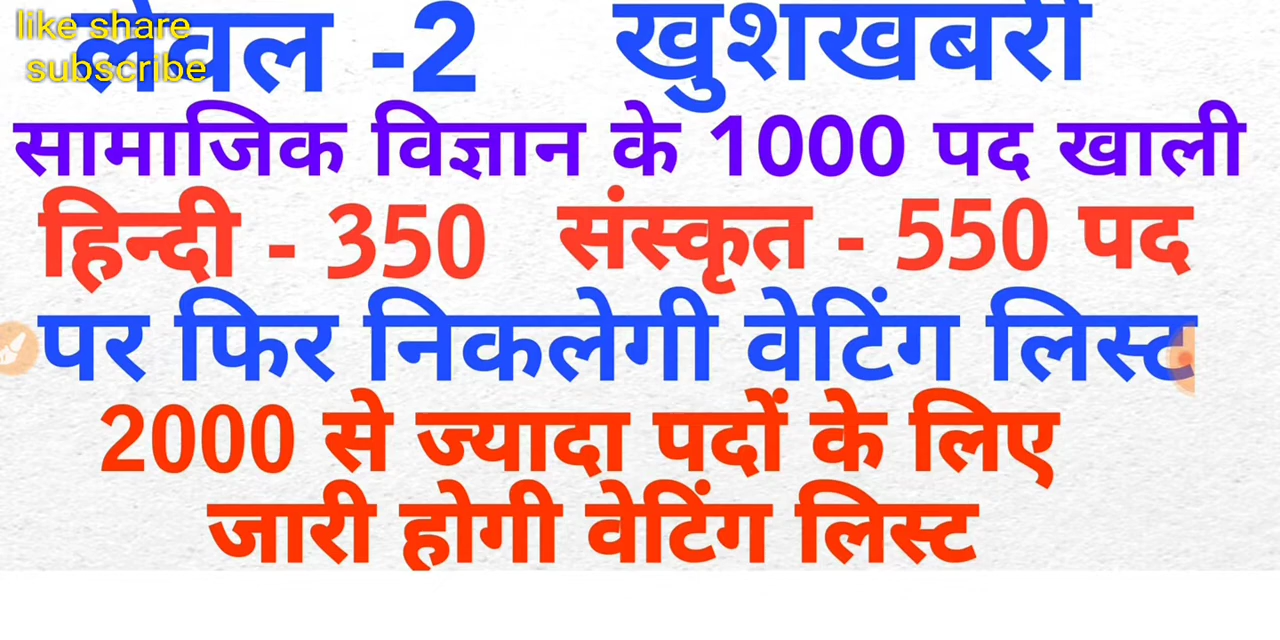 like share
subscribe
लेवल -2 खुशखबरी
सामाजिक विज्ञान के 1000 पद खाली
हिन्दी - 350 संस्कृत - 550 पद
पर फिर निकलेगी वेटिंग लिस्ट
2000 से ज्यादा पदों के लिए
जारी होगी वेटिंग लिस्ट